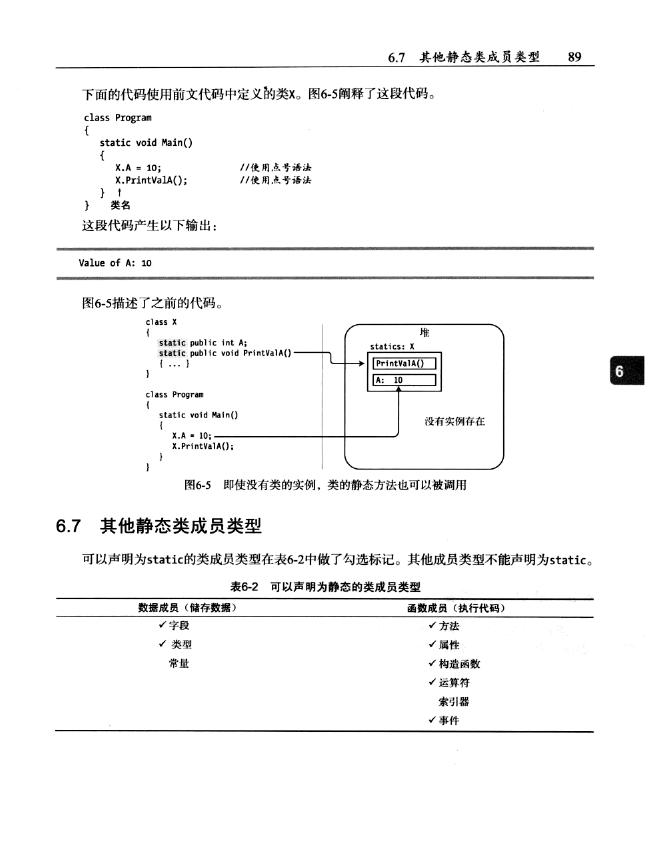 6.7 其他静态类成员类型 89
下面的代码使用前文代码中定义的类X。图6-5阐释了这段代码。
class Program
{
static void Main()
{
X.A = 10; //使用点号语法
X.PrintValA(); //使用点号语法
} ↑
} 类名
这段代码产生以下输出：
Value of A: 10
图6-5描述了之前的代码。
class X
{
static public int A;
static public void PrintValA()
{ ... }
}
class Program
{
static void Main()
{
X.A = 10;
X.PrintValA();
}
}
堆
statics: X
PrintValA()
A: 10
没有实例存在
6
图6-5 即使没有类的实例，类的静态方法也可以被调用
6.7 其他静态类成员类型
可以声明为static的类成员类型在表6-2中做了勾选标记。其他成员类型不能声明为static。
表6-2 可以声明为静态的类成员类型
数据成员（储存数据） 函数成员（执行代码）
✓字段 ✓方法
✓类型 ✓属性
常量 ✓构造函数
✓运算符
索引器
✓事件